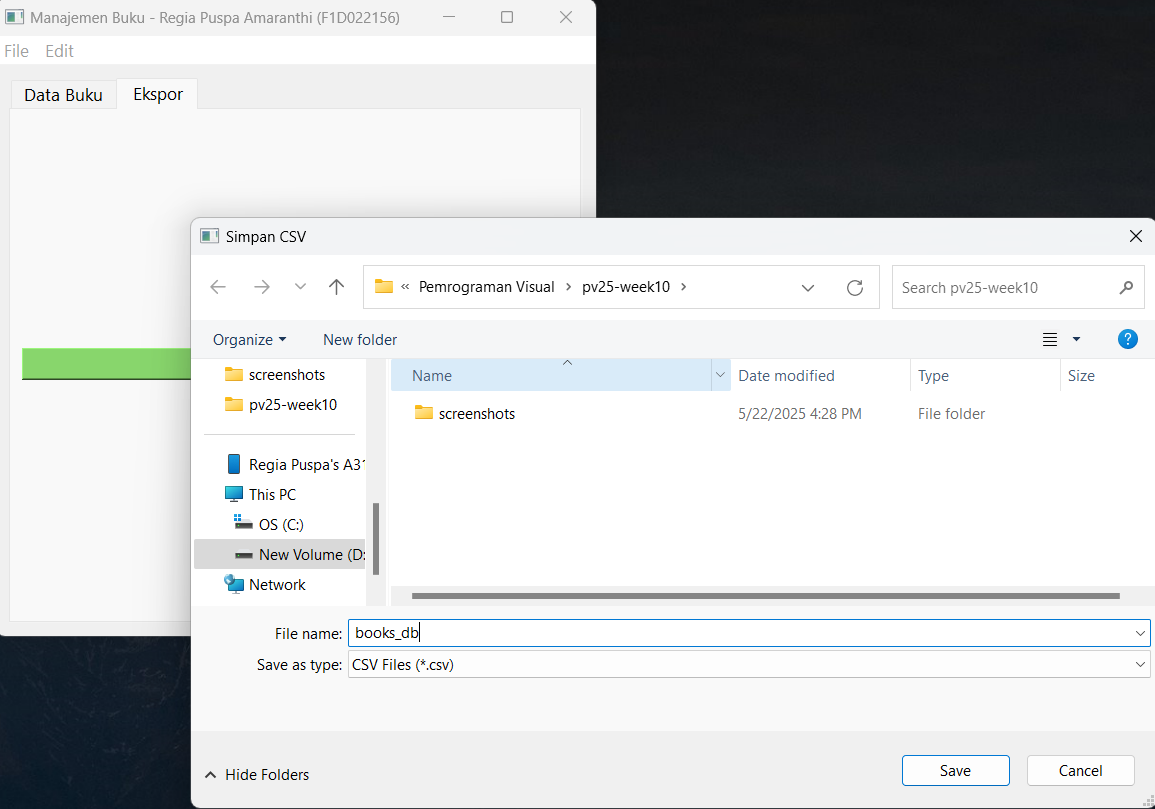 Manajemen Buku - Regia Puspa Amaranthi (F1D022156)
File Edit
Data Buku Ekspor
Simpan CSV
« Pemrograman Visual > pv25-week10 >
Search pv25-week10
Organize New folder
?
screenshots
pv25-week10
Regia Puspa's A31
This PC
OS (C:)
New Volume (D:
Network
Name Date modified Type Size
screenshots 5/22/2025 4:28 PM File folder
File name: books_db
Save as type: CSV Files (*.csv)
Hide Folders Save Cancel